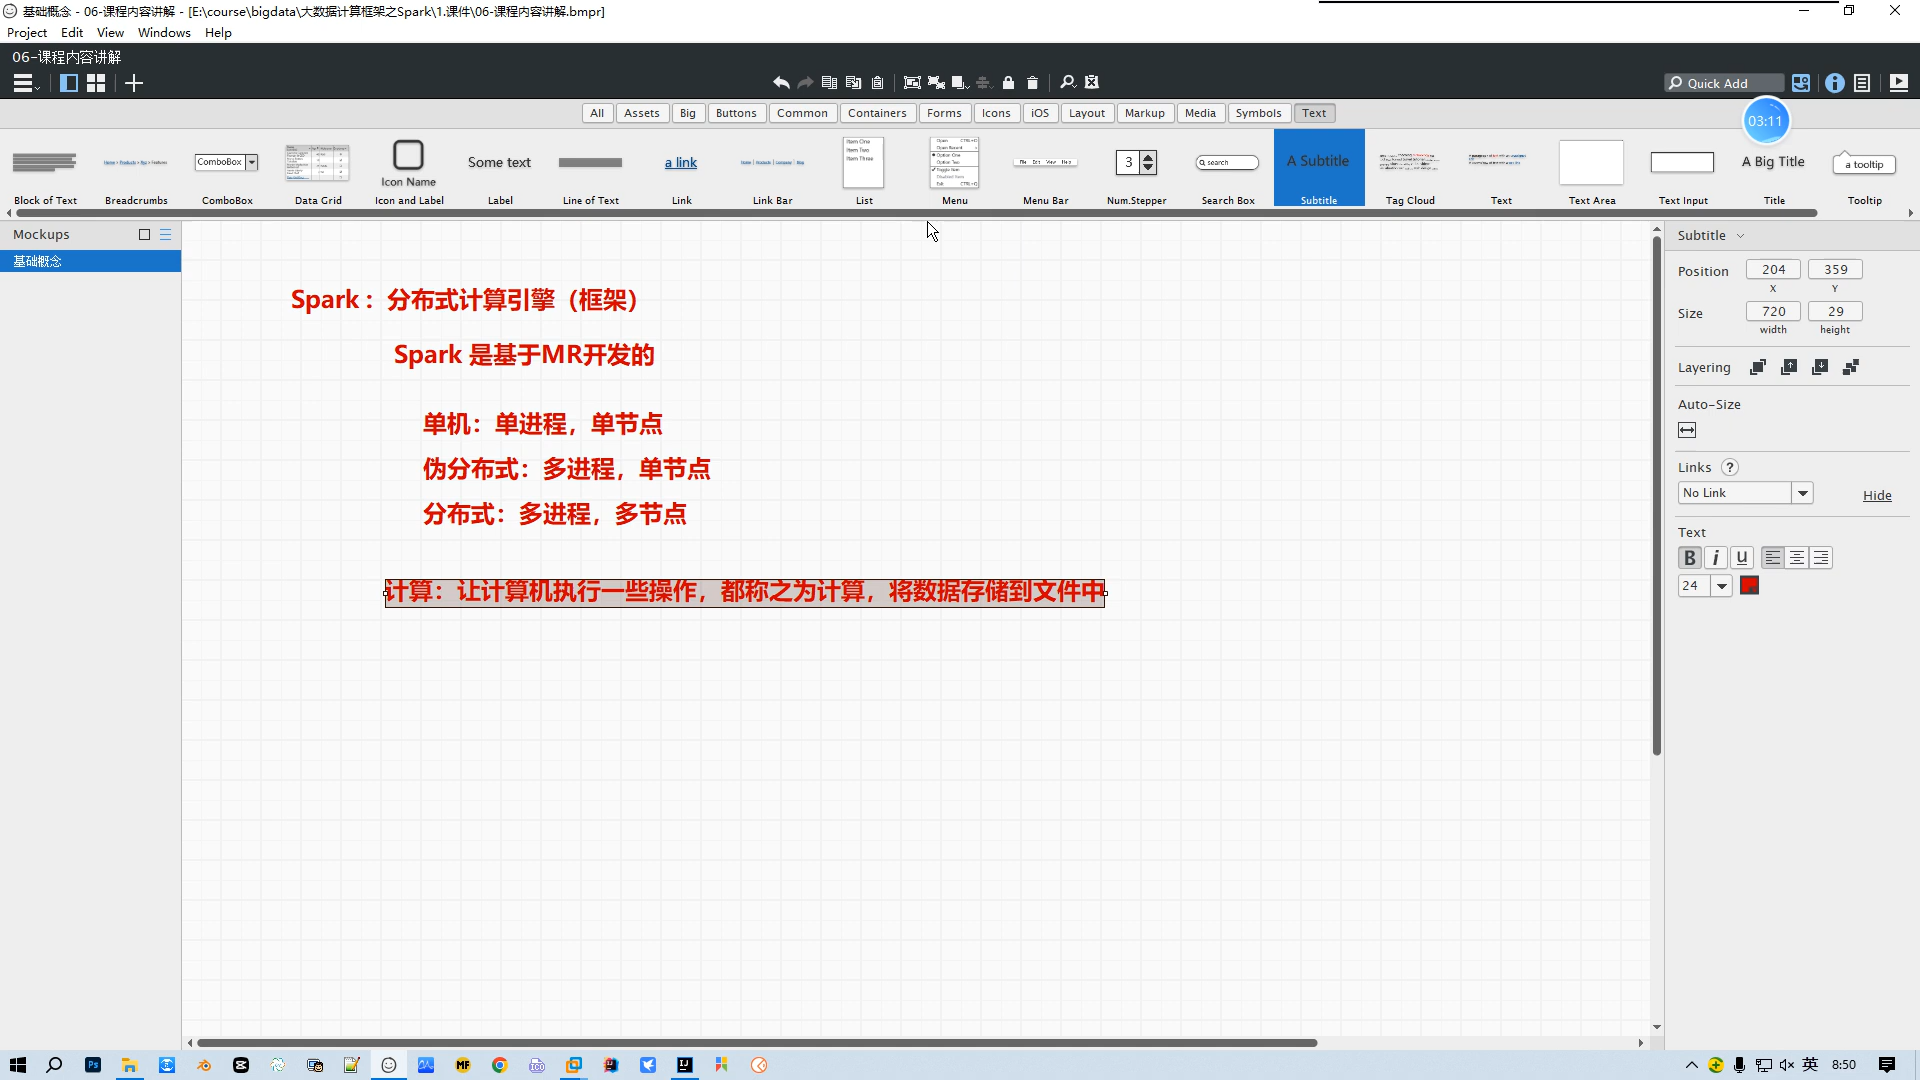 基础概念 - 06-课程内容讲解 - [E:\course\bigdata\大数据计算框架之Spark\1.课件\06-课程内容讲解.bmpr]
Project Edit View Windows Help
06-课程内容讲解
Quick Add
All Assets Big Buttons Common Containers Forms Icons iOS Layout Markup Media Symbols Text
03:11
ComboBox
Icon Name
Some text
a link
Item One
Item Two
Item Three
3
search
A Subtitle
A Big Title
a tooltip
Block of Text Breadcrumbs ComboBox Data Grid Icon and Label Label Line of Text Link Link Bar List Menu Menu Bar Num.Stepper Search Box Subtitle Tag Cloud Text Text Area Text Input Title Tooltip
Mockups
基础概念
Spark：分布式计算引擎（框架）
Spark 是基于MR开发的
单机：单进程，单节点
伪分布式：多进程，单节点
分布式：多进程，多节点
计算：让计算机执行一些操作，都称之为计算，将数据存储到文件中
Subtitle
Position 204 359
X Y
Size 720 29
width height
Layering
Auto-Size
Links ?
No Link Hide
Text
B i U
24
英 8:50